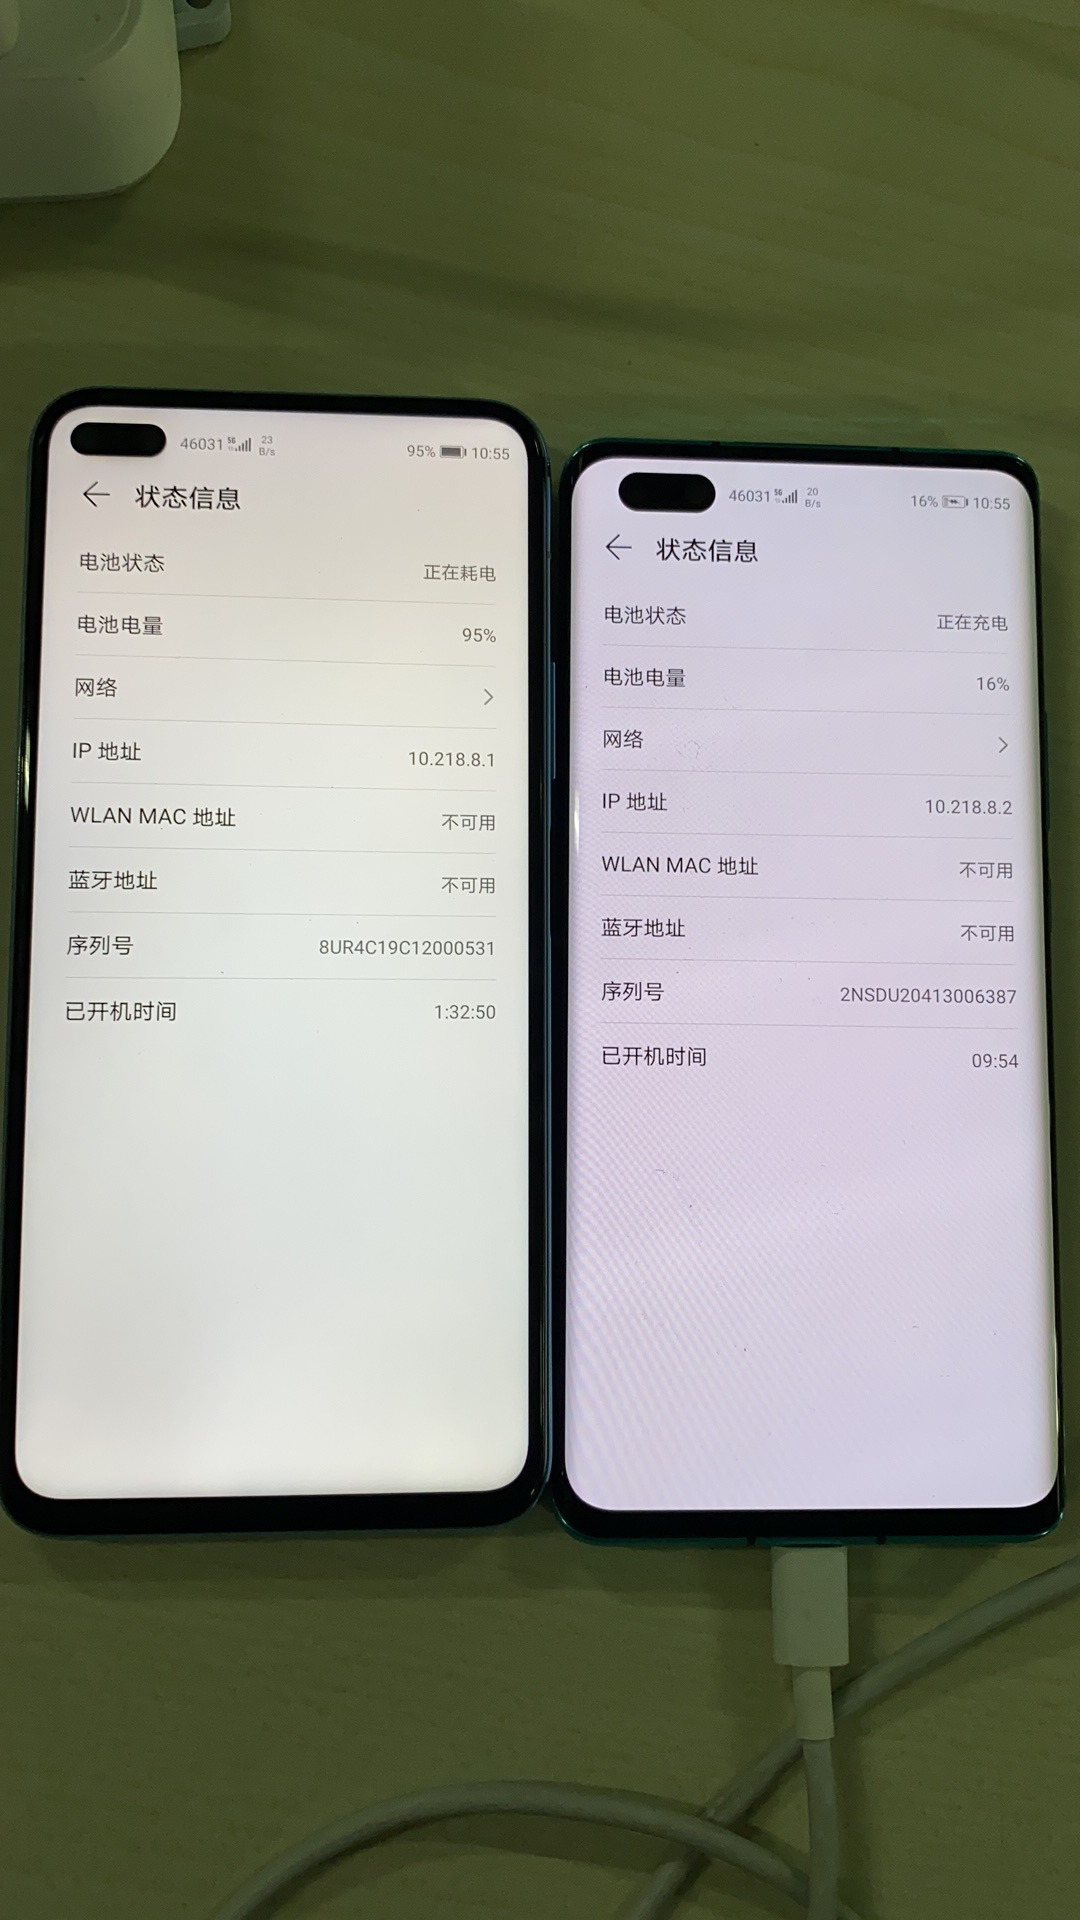 46031 5G 23 B/s 95% 10:55
状态信息
电池状态 正在耗电
电池电量 95%
网络
IP 地址 10.218.8.1
WLAN MAC 地址 不可用
蓝牙地址 不可用
序列号 8UR4C19C12000531
已开机时间 1:32:50
46031 5G 20 B/s 16% 10:55
状态信息
电池状态 正在充电
电池电量 16%
网络
IP 地址 10.218.8.2
WLAN MAC 地址 不可用
蓝牙地址 不可用
序列号 2NSDU20413006387
已开机时间 09:54